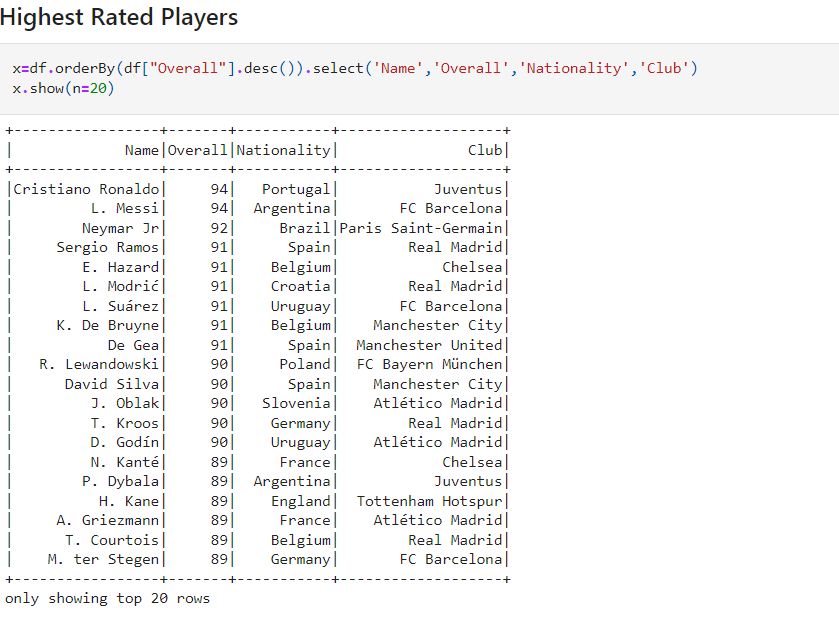 Highest Rated Players
x=df.orderBy(df["Overall"].desc()).select('Name','Overall','Nationality','Club')
x.show(n=20)
+-----------------+-------+-----------+-------------------+
|             Name|Overall|Nationality|               Club|
+-----------------+-------+-----------+-------------------+
|Cristiano Ronaldo|     94|   Portugal|           Juventus|
|         L. Messi|     94|  Argentina|       FC Barcelona|
|        Neymar Jr|     92|     Brazil|Paris Saint-Germain|
|     Sergio Ramos|     91|      Spain|        Real Madrid|
|        E. Hazard|     91|    Belgium|            Chelsea|
|        L. Modrić|     91|    Croatia|        Real Madrid|
|        L. Suárez|     91|    Uruguay|       FC Barcelona|
|     K. De Bruyne|     91|    Belgium|    Manchester City|
|           De Gea|     91|      Spain|  Manchester United|
|   R. Lewandowski|     90|     Poland|  FC Bayern München|
|      David Silva|     90|      Spain|    Manchester City|
|         J. Oblak|     90|   Slovenia|    Atlético Madrid|
|         T. Kroos|     90|    Germany|        Real Madrid|
|         D. Godín|     90|    Uruguay|    Atlético Madrid|
|         N. Kanté|     89|     France|            Chelsea|
|        P. Dybala|     89|  Argentina|           Juventus|
|          H. Kane|     89|    England|  Tottenham Hotspur|
|     A. Griezmann|     89|     France|    Atlético Madrid|
|      T. Courtois|     89|    Belgium|        Real Madrid|
|    M. ter Stegen|     89|    Germany|       FC Barcelona|
+-----------------+-------+-----------+-------------------+
only showing top 20 rows